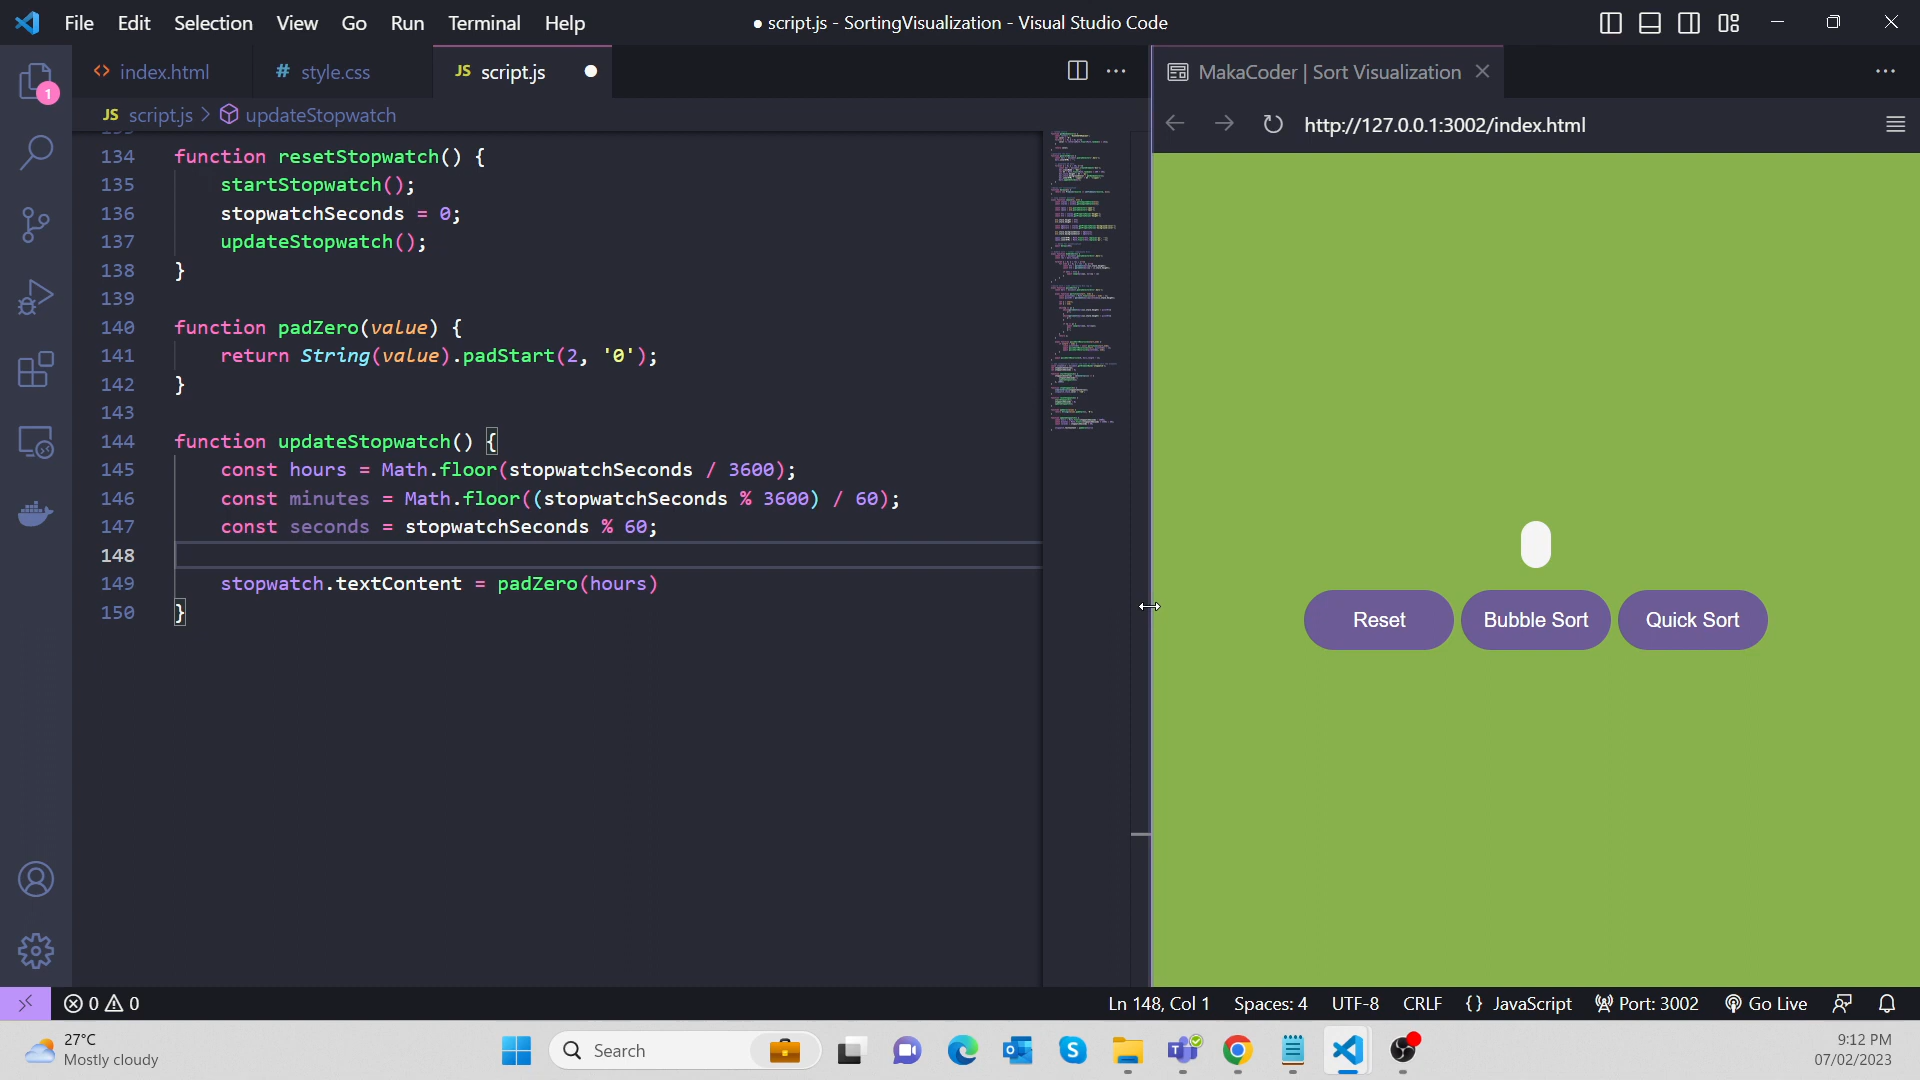 File Edit Selection View Go Run Terminal Help
● script.js - SortingVisualization - Visual Studio Code
<> index.html
# style.css
JS script.js ●
MakaCoder | Sort Visualization
JS script.js > updateStopwatch
http://127.0.0.1:3002/index.html
1
134 function resetStopwatch() {
135 startStopwatch();
136 stopwatchSeconds = 0;
137 updateStopwatch();
138 }
139
140 function padZero(value) {
141 return String(value).padStart(2, '0');
142 }
143
144 function updateStopwatch() {
145 const hours = Math.floor(stopwatchSeconds / 3600);
146 const minutes = Math.floor((stopwatchSeconds % 3600) / 60);
147 const seconds = stopwatchSeconds % 60;
148
149 stopwatch.textContent = padZero(hours)
150 }
Reset Bubble Sort Quick Sort
0 0
Ln 148, Col 1 Spaces: 4 UTF-8 CRLF {} JavaScript Port: 3002 Go Live
27°C
Mostly cloudy
Search
9:12 PM
07/02/2023